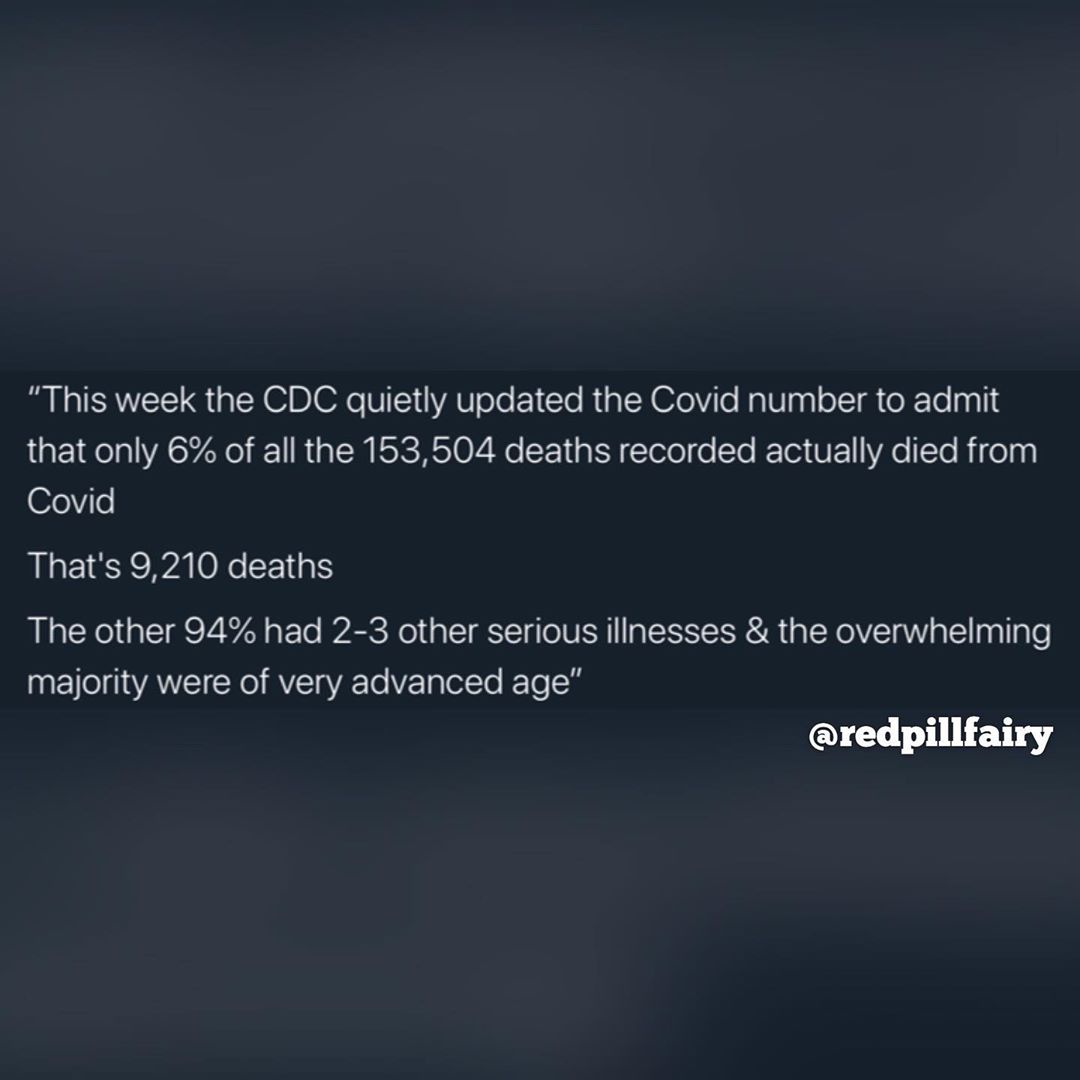 "This week the CDC quietly updated the Covid number to admit
that only 6% of all the 153,504 deaths recorded actually died from
Covid
That's 9,210 deaths
The other 94% had 2-3 other serious illnesses & the overwhelming
majority were of very advanced age"
@redpillfairy